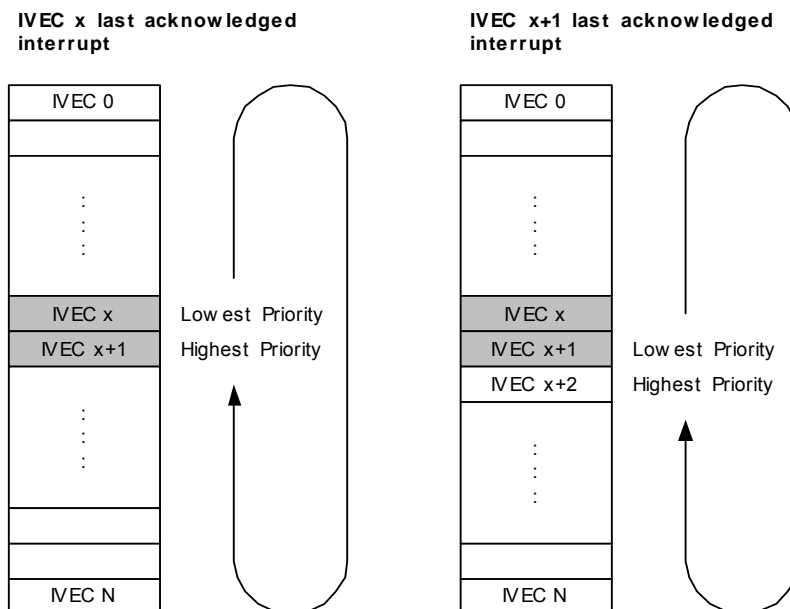 IVEC x last acknowledged
interrupt
IVEC 0
IVEC x
Lowest Priority
IVEC x+1
Highest Priority
IVEC N
IVEC x+1 last acknowledged
interrupt
IVEC 0
IVEC x
IVEC x+1
Lowest Priority
IVEC x+2
Highest Priority
IVEC N